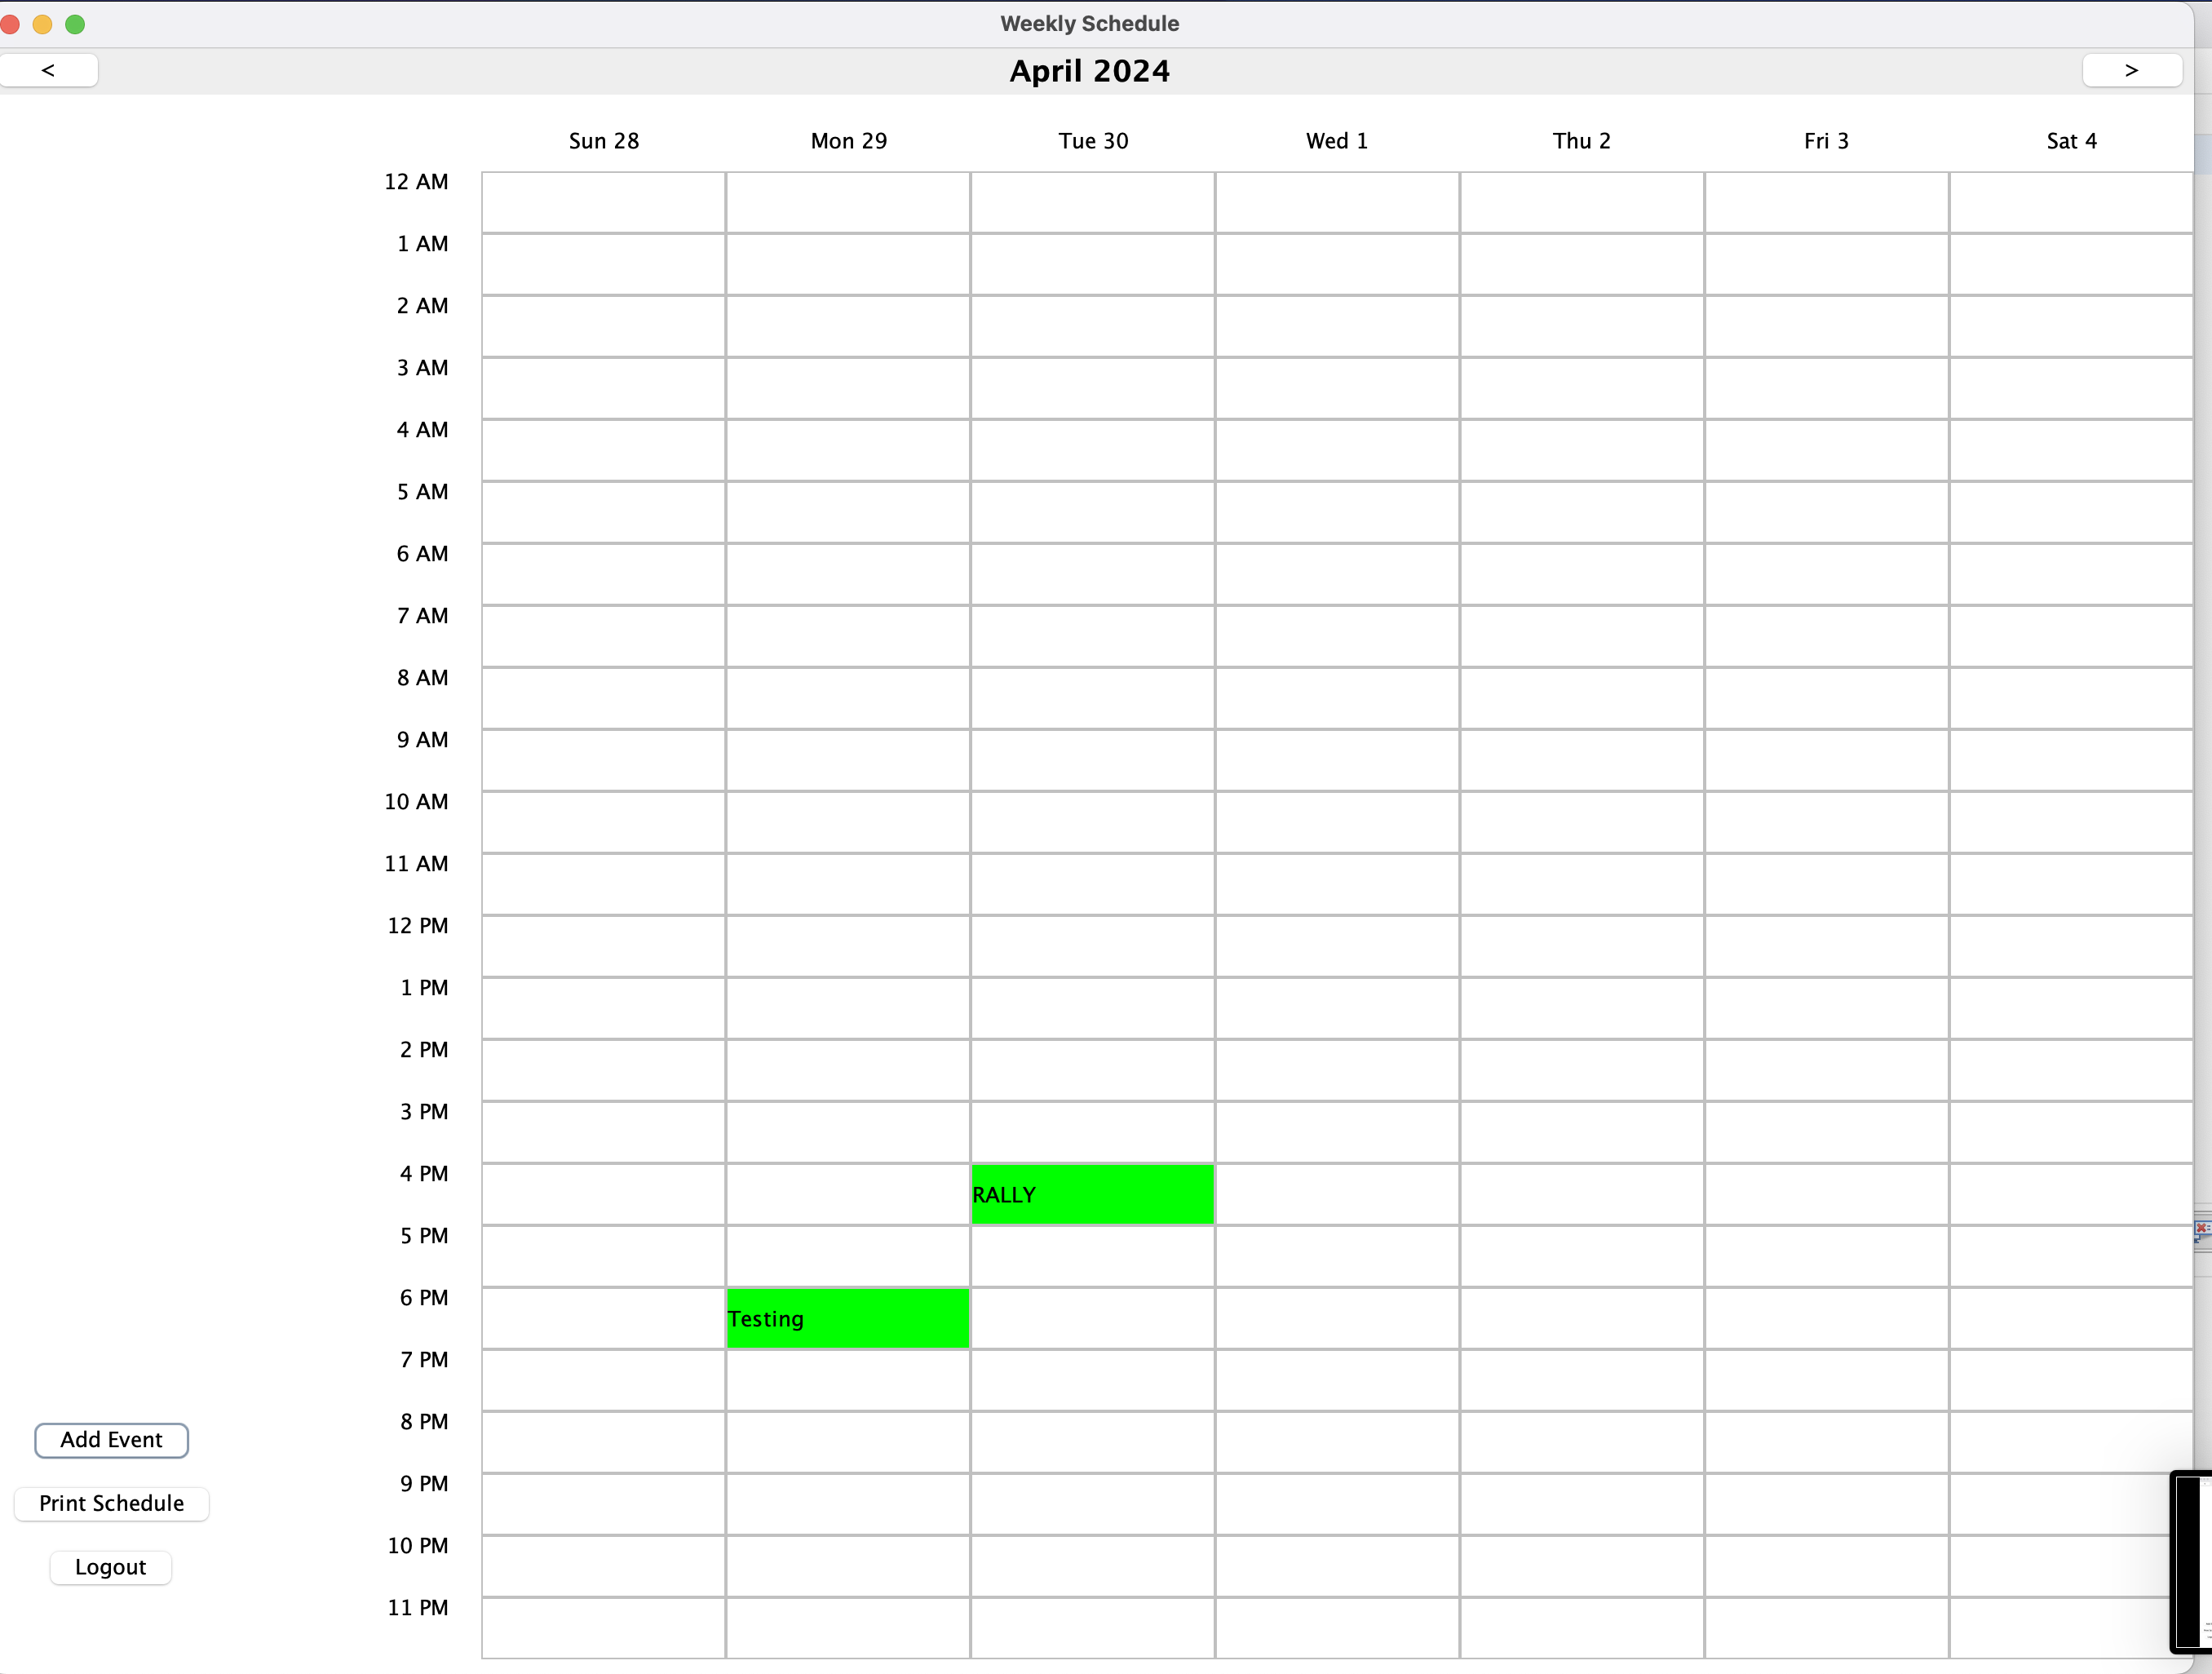 Weekly Schedule
< April 2024 >
Sun 28 Mon 29 Tue 30 Wed 1 Thu 2 Fri 3 Sat 4
12 AM
1 AM
2 AM
3 AM
4 AM
5 AM
6 AM
7 AM
8 AM
9 AM
10 AM
11 AM
12 PM
1 PM
2 PM
3 PM
4 PM
RALLY
5 PM
6 PM
Testing
7 PM
8 PM
Add Event
9 PM
Print Schedule
10 PM
Logout
11 PM